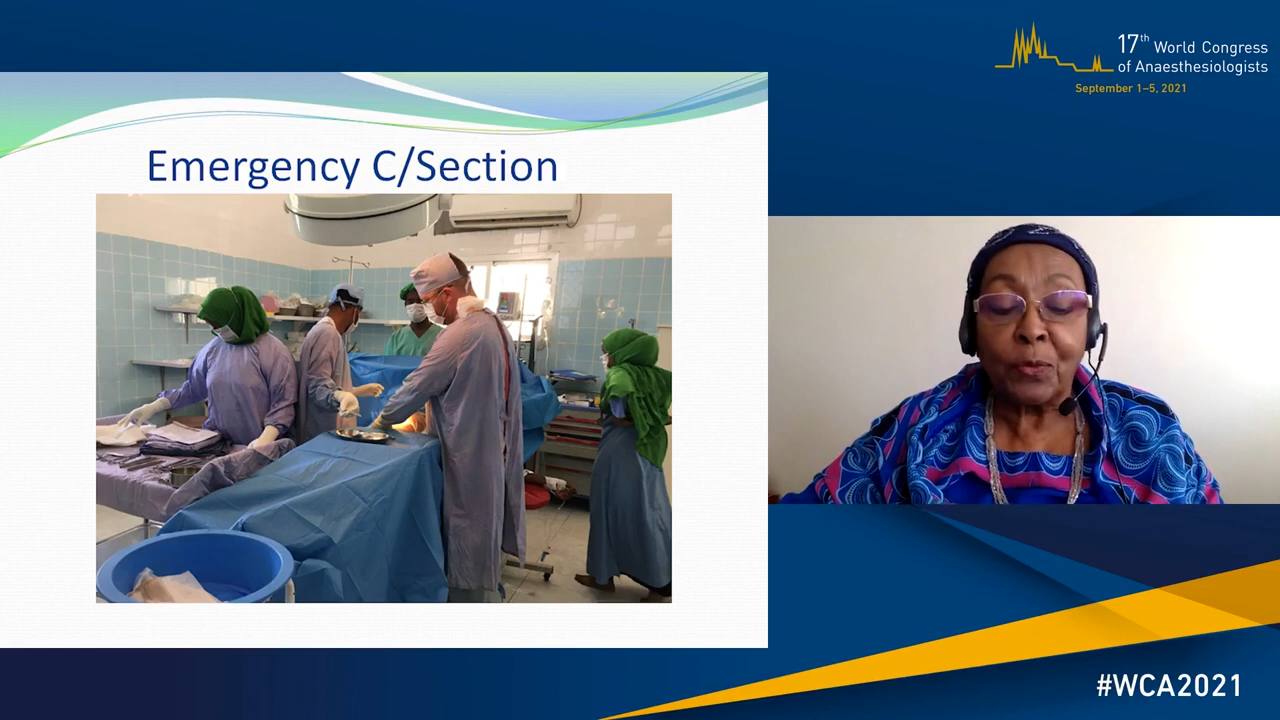 17th World Congress
of Anaesthesiologists
September 1–5, 2021
Emergency C/Section
#WCA2021